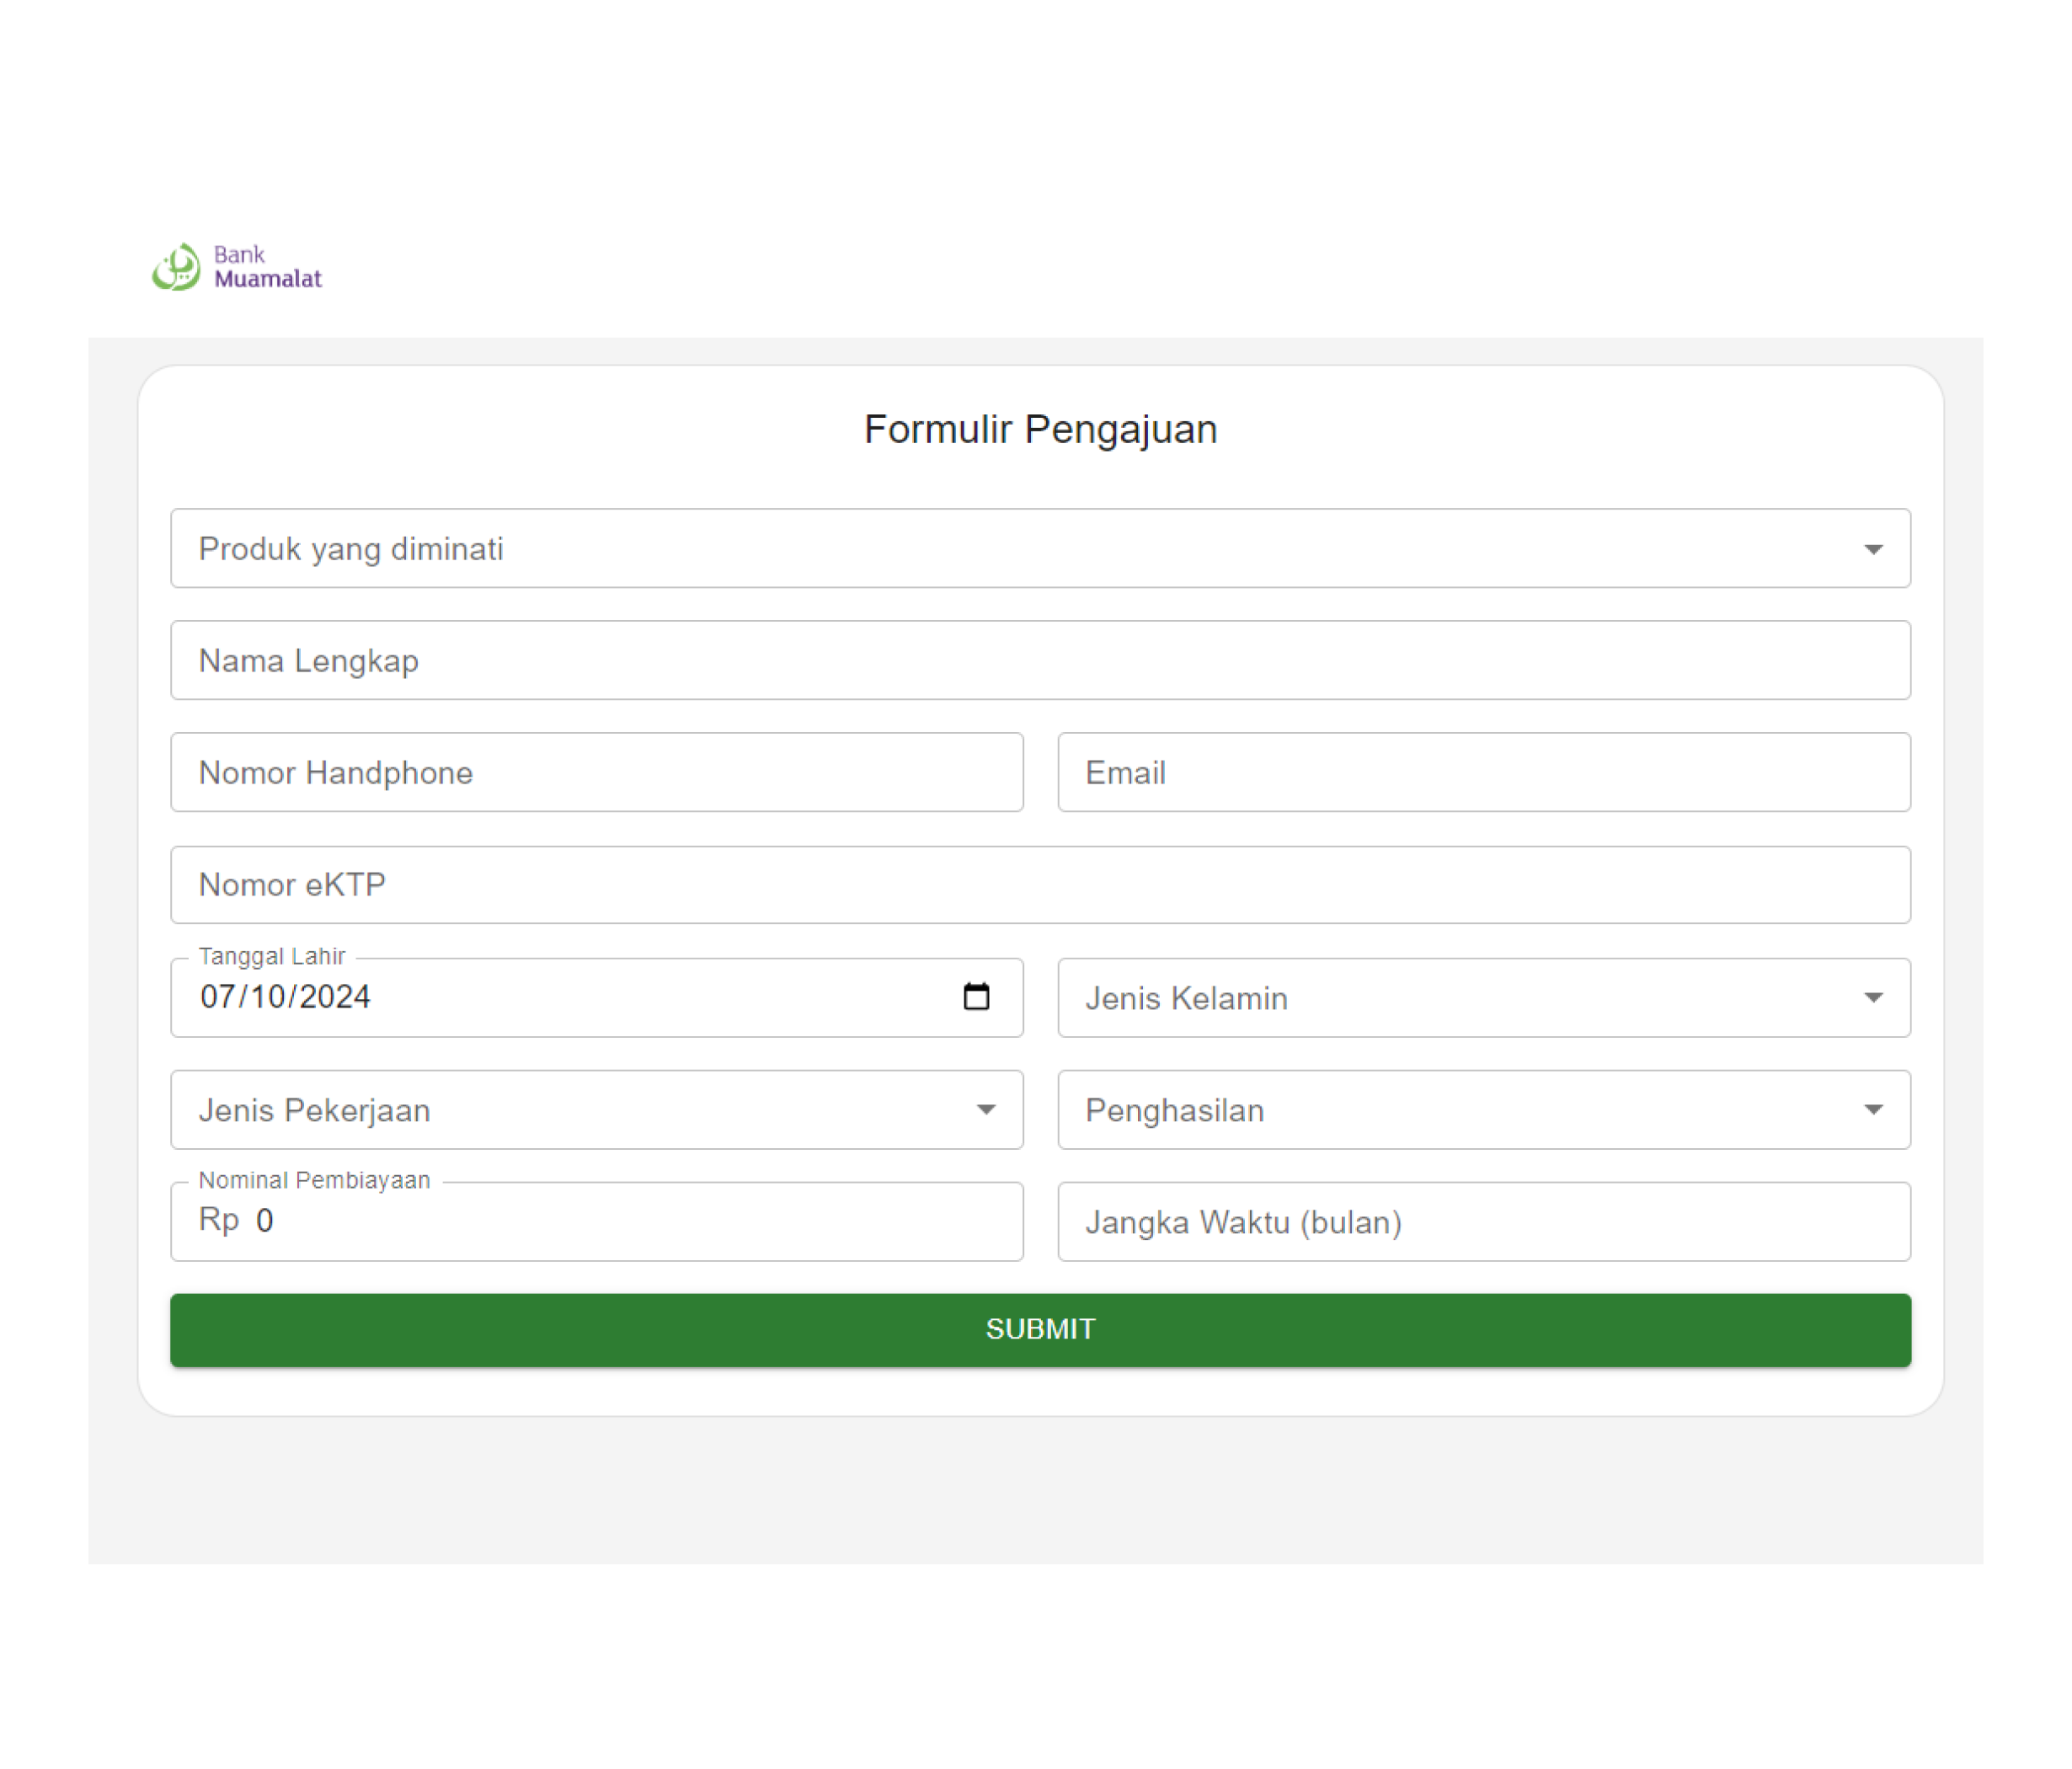 Bank
Muamalat
Formulir Pengajuan
Produk yang diminati
Nama Lengkap
Nomor Handphone
Email
Nomor eKTP
Tanggal Lahir
07/10/2024
Jenis Kelamin
Jenis Pekerjaan
Penghasilan
Nominal Pembiayaan
Rp 0
Jangka Waktu (bulan)
SUBMIT